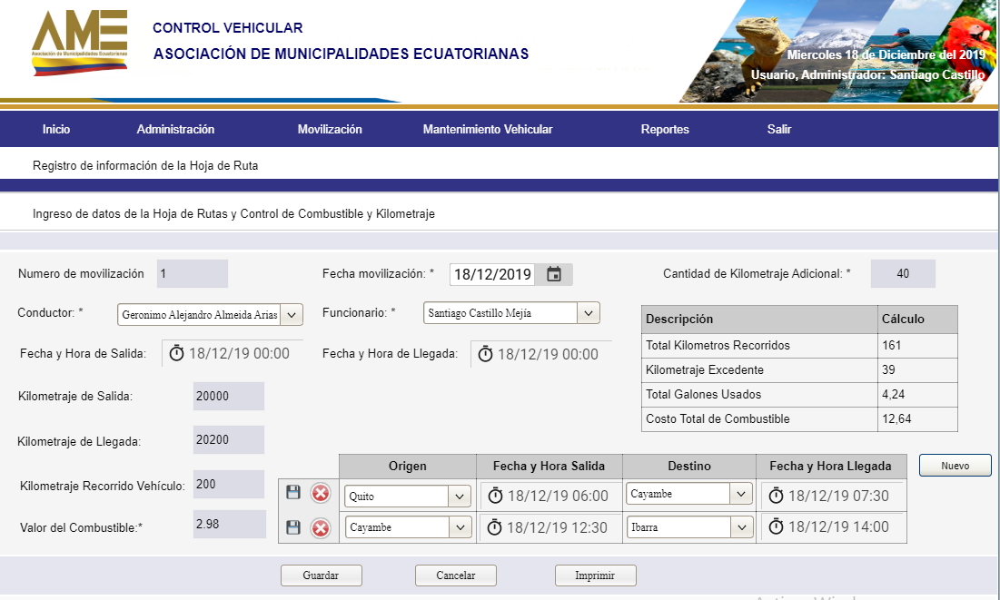 AME
Asociación de Municipalidades Ecuatorianas
CONTROL VEHICULAR
ASOCIACIÓN DE MUNICIPALIDADES ECUATORIANAS
Miercoles 18 de Diciembre del 2019
Usuario, Administrador: Santiago Castillo
Inicio Administración Movilización Mantenimiento Vehicular Reportes Salir
Registro de información de la Hoja de Ruta
Ingreso de datos de la Hoja de Rutas y Control de Combustible y Kilometraje
Numero de movilización 1 Fecha movilización: * 18/12/2019 Cantidad de Kilometraje Adicional: * 40
Conductor: * Geronimo Alejandro Almeida Arias Funcionario: * Santiago Castillo Mejía
Fecha y Hora de Salida: 18/12/19 00:00 Fecha y Hora de Llegada: 18/12/19 00:00
Descripción Cálculo
Total Kilometros Recorridos 161
Kilometraje Excedente 39
Total Galones Usados 4,24
Costo Total de Combustible 12,64
Kilometraje de Salida: 20000
Kilometraje de Llegada: 20200
Kilometraje Recorrido Vehículo: 200
Valor del Combustible:* 2.98
Origen Fecha y Hora Salida Destino Fecha y Hora Llegada Nuevo
Quito 18/12/19 06:00 Cayambe 18/12/19 07:30
Cayambe 18/12/19 12:30 Ibarra 18/12/19 14:00
Guardar Cancelar Imprimir